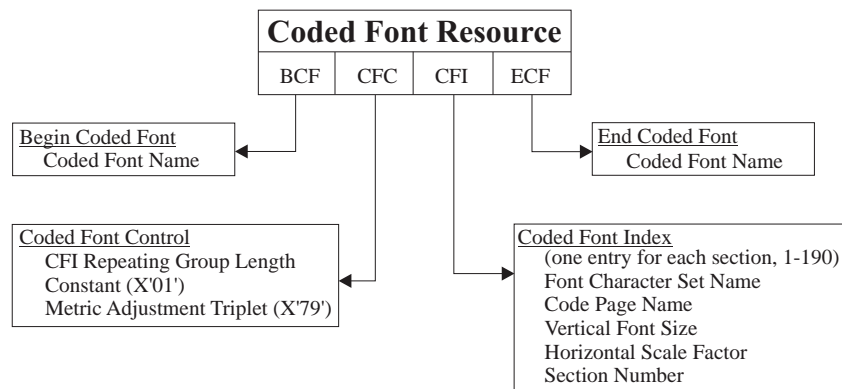 Coded Font Resource
BCF CFC CFI ECF
Begin Coded Font
Coded Font Name
End Coded Font
Coded Font Name
Coded Font Control
CFI Repeating Group Length
Constant (X'01')
Metric Adjustment Triplet (X'79')
Coded Font Index
(one entry for each section, 1-190)
Font Character Set Name
Code Page Name
Vertical Font Size
Horizontal Scale Factor
Section Number